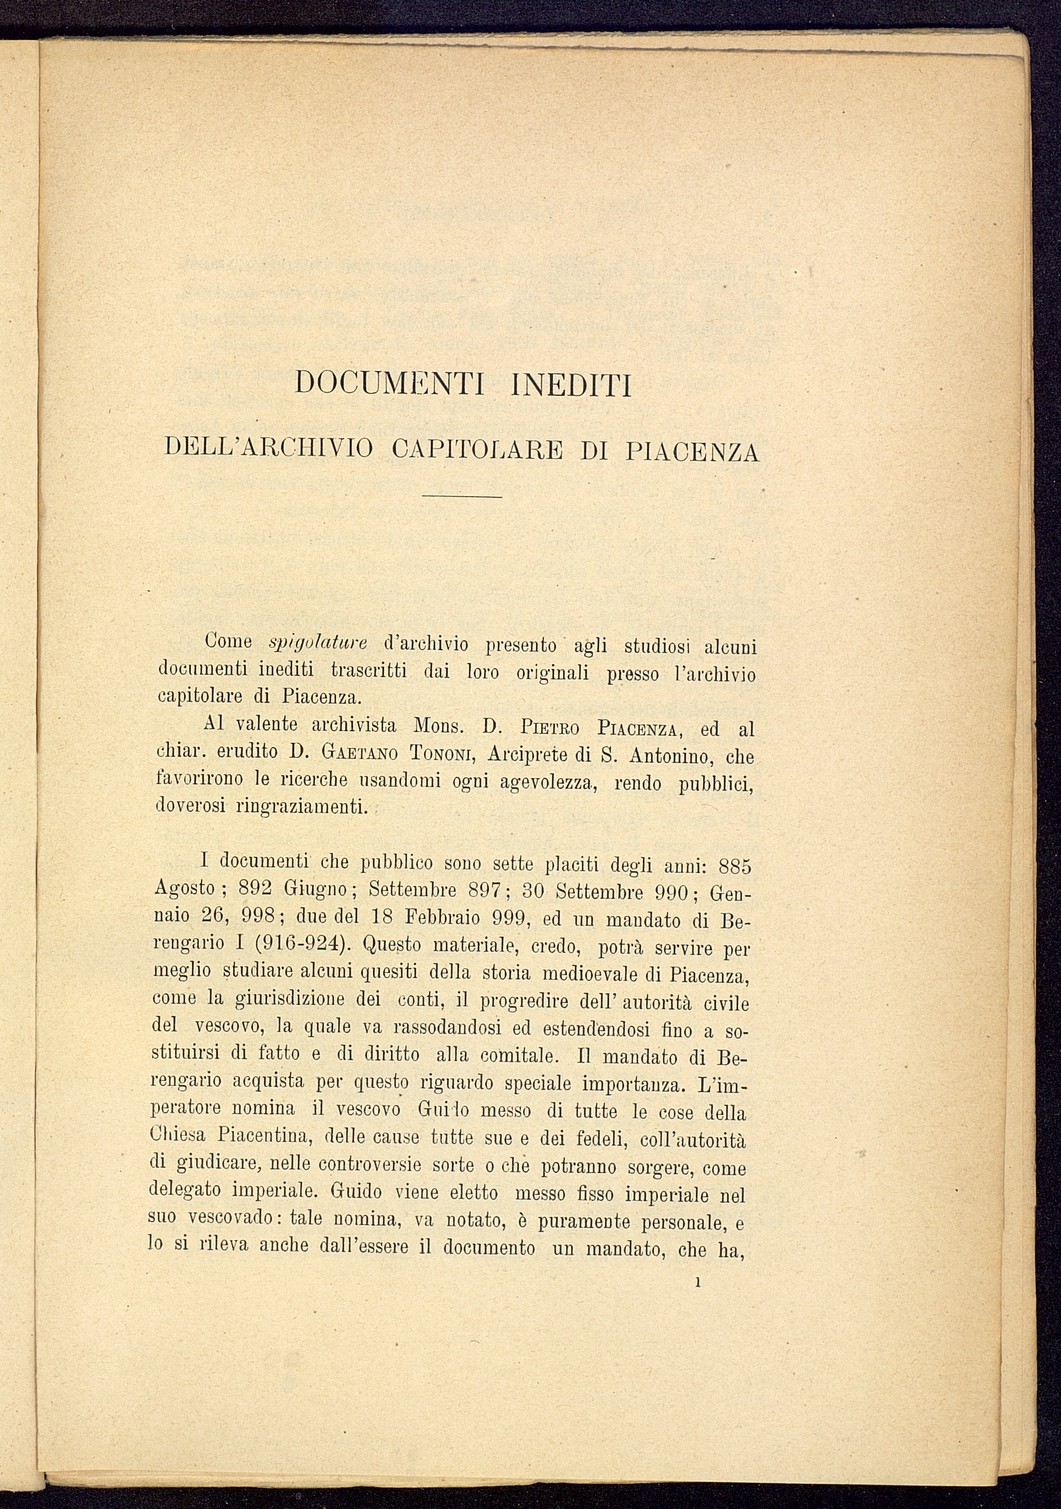 DOCUMENTI INEDITI
DELL'ARCHIVIO CAPITOLARE DI PIACENZA
Come spigolature d'archivio presento agli studiosi alcuni
documenti inediti trascritti dai loro originali presso l'archivio
capitolare di Piacenza.
Al valente archivista Mons. D. PIETRO PIACENZA, ed al
chiar. erudito D. GAETANO TONONI, Arciprete di S. Antonino, che
favorirono le ricerche usandomi ogni agevolezza, rendo pubblici,
doverosi ringraziamenti.
I documenti che pubblico sono sette placiti degli anni: 885
Agosto; 892 Giugno; Settembre 897; 30 Settembre 990; Gen-
naio 26, 998; due del 18 Febbraio 999, ed un mandato di Be-
rengario I (916-924). Questo materiale, credo, potrà servire per
meglio studiare alcuni quesiti della storia medioevale di Piacenza,
come la giurisdizione dei conti, il progredire dell' autorità civile
del vescovo, la quale va rassodandosi ed estendendosi fino a so-
stituirsi di fatto e di diritto alla comitale. Il mandato di Be-
rengario acquista per questo riguardo speciale importanza. L'im-
peratore nomina il vescovo Guido messo di tutte le cose della
Chiesa Piacentina, delle cause tutte sue e dei fedeli, coll'autorità
di giudicare, nelle controversie sorte o che potranno sorgere, come
delegato imperiale. Guido viene eletto messo fisso imperiale nel
suo vescovado: tale nomina, va notato, è puramente personale, e
lo si rileva anche dall'essere il documento un mandato, che ha,
1